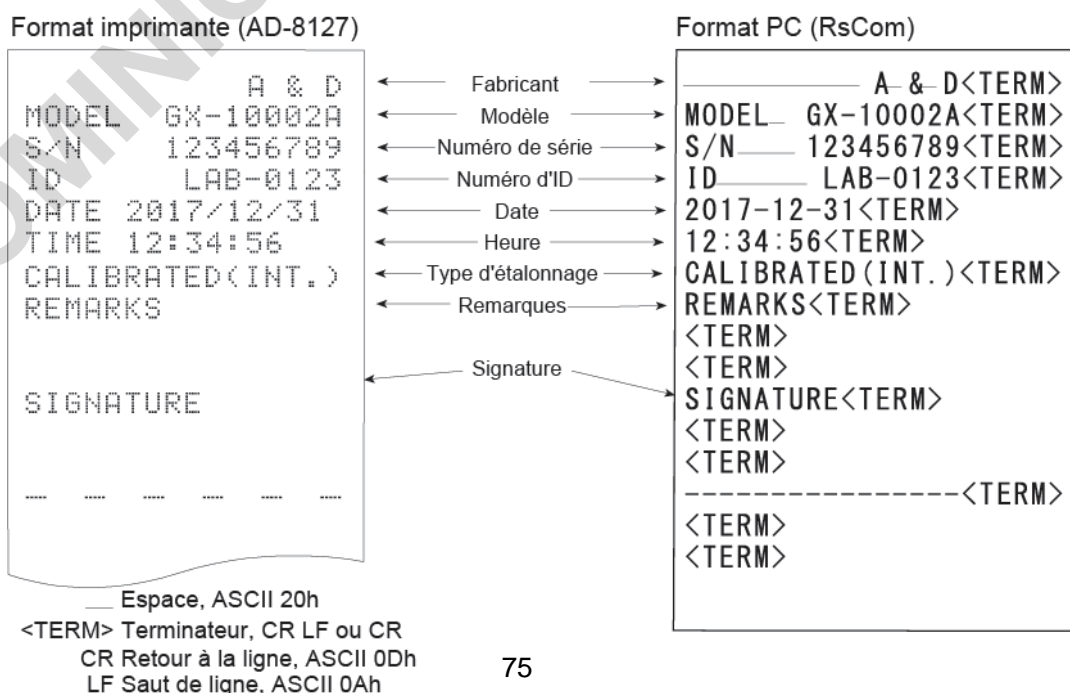 Format imprimante (AD-8127)
A & D
MODEL GX-10002A
S/N 123456789
ID LAB-0123
DATE 2017/12/31
TIME 12:34:56
CALIBRATED(INT.)
REMARKS
SIGNATURE
-- -- -- -- -- --
Fabricant
Modèle
Numéro de série
Numéro d'ID
Date
Heure
Type d'étalonnage
Remarques
Signature
Format PC (RsCom)
A & D<TERM>
MODEL GX-10002A<TERM>
S/N 123456789<TERM>
ID LAB-0123<TERM>
2017-12-31<TERM>
12:34:56<TERM>
CALIBRATED(INT.)<TERM>
REMARKS<TERM>
<TERM>
<TERM>
SIGNATURE<TERM>
<TERM>
<TERM>
----------------<TERM>
<TERM>
<TERM>
__ Espace, ASCII 20h
<TERM> Terminateur, CR LF ou CR
CR Retour à la ligne, ASCII 0Dh
LF Saut de ligne, ASCII 0Ah
75